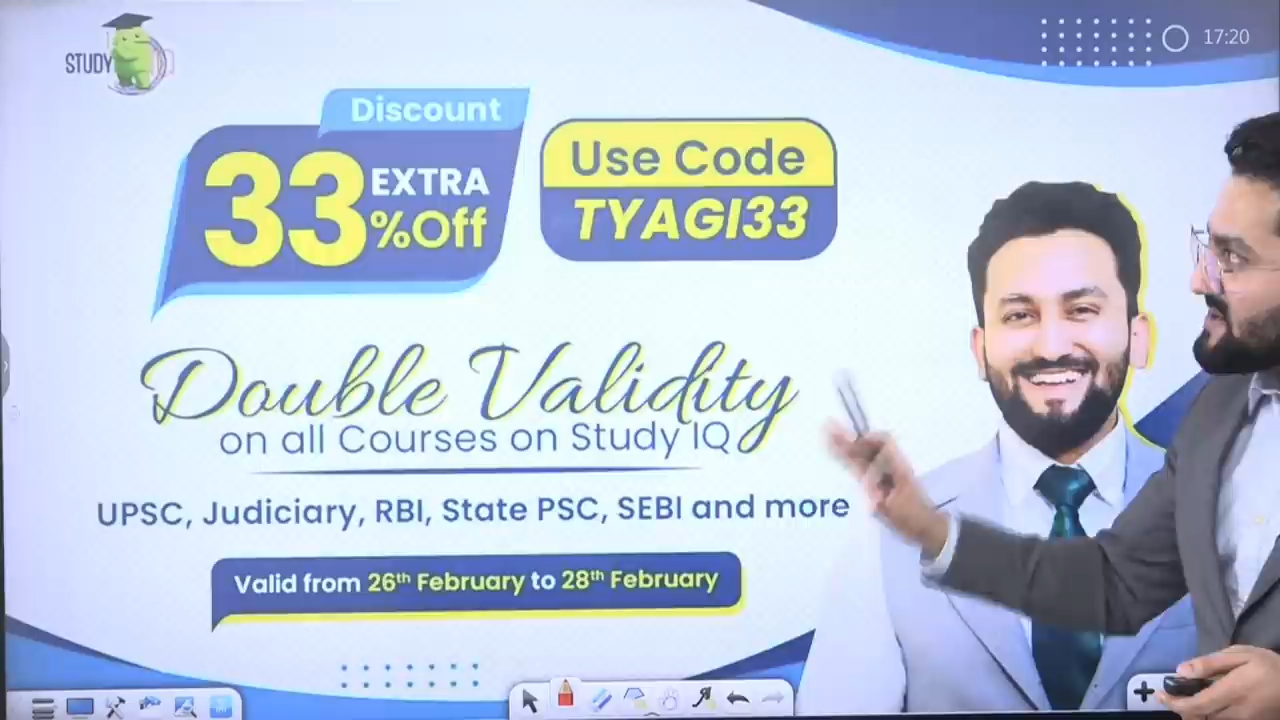 STUDY
17:20
Discount
33 EXTRA %Off
Use Code
TYAGI33
Double Validity
on all Courses on Study IQ
UPSC, Judiciary, RBI, State PSC, SEBI and more
Valid from 26th February to 28th February